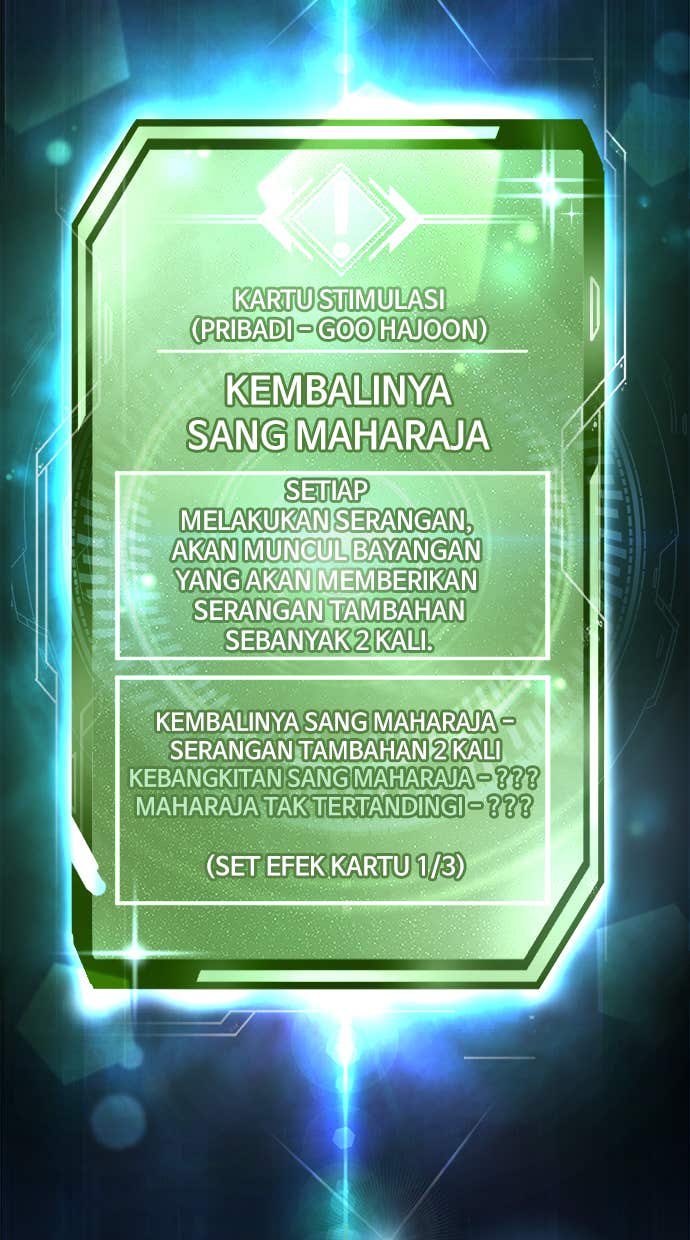 KARTU STIMULASI
(PRIBADI - GOO HAJOON)
KEMBALINYA
SANG MAHARAJA
SETIAP
MELAKUKAN SERANGAN,
AKAN MUNCUL BAYANGAN
YANG AKAN MEMBERIKAN
SERANGAN TAMBAHAN
SEBANYAK 2 KALI.
KEMBALINYA SANG MAHARAJA -
SERANGAN TAMBAHAN 2 KALI
KEBANGKITAN SANG MAHARAJA - ???
MAHARAJA TAK TERTANDINGI - ???
(SET EFEK KARTU 1/3)